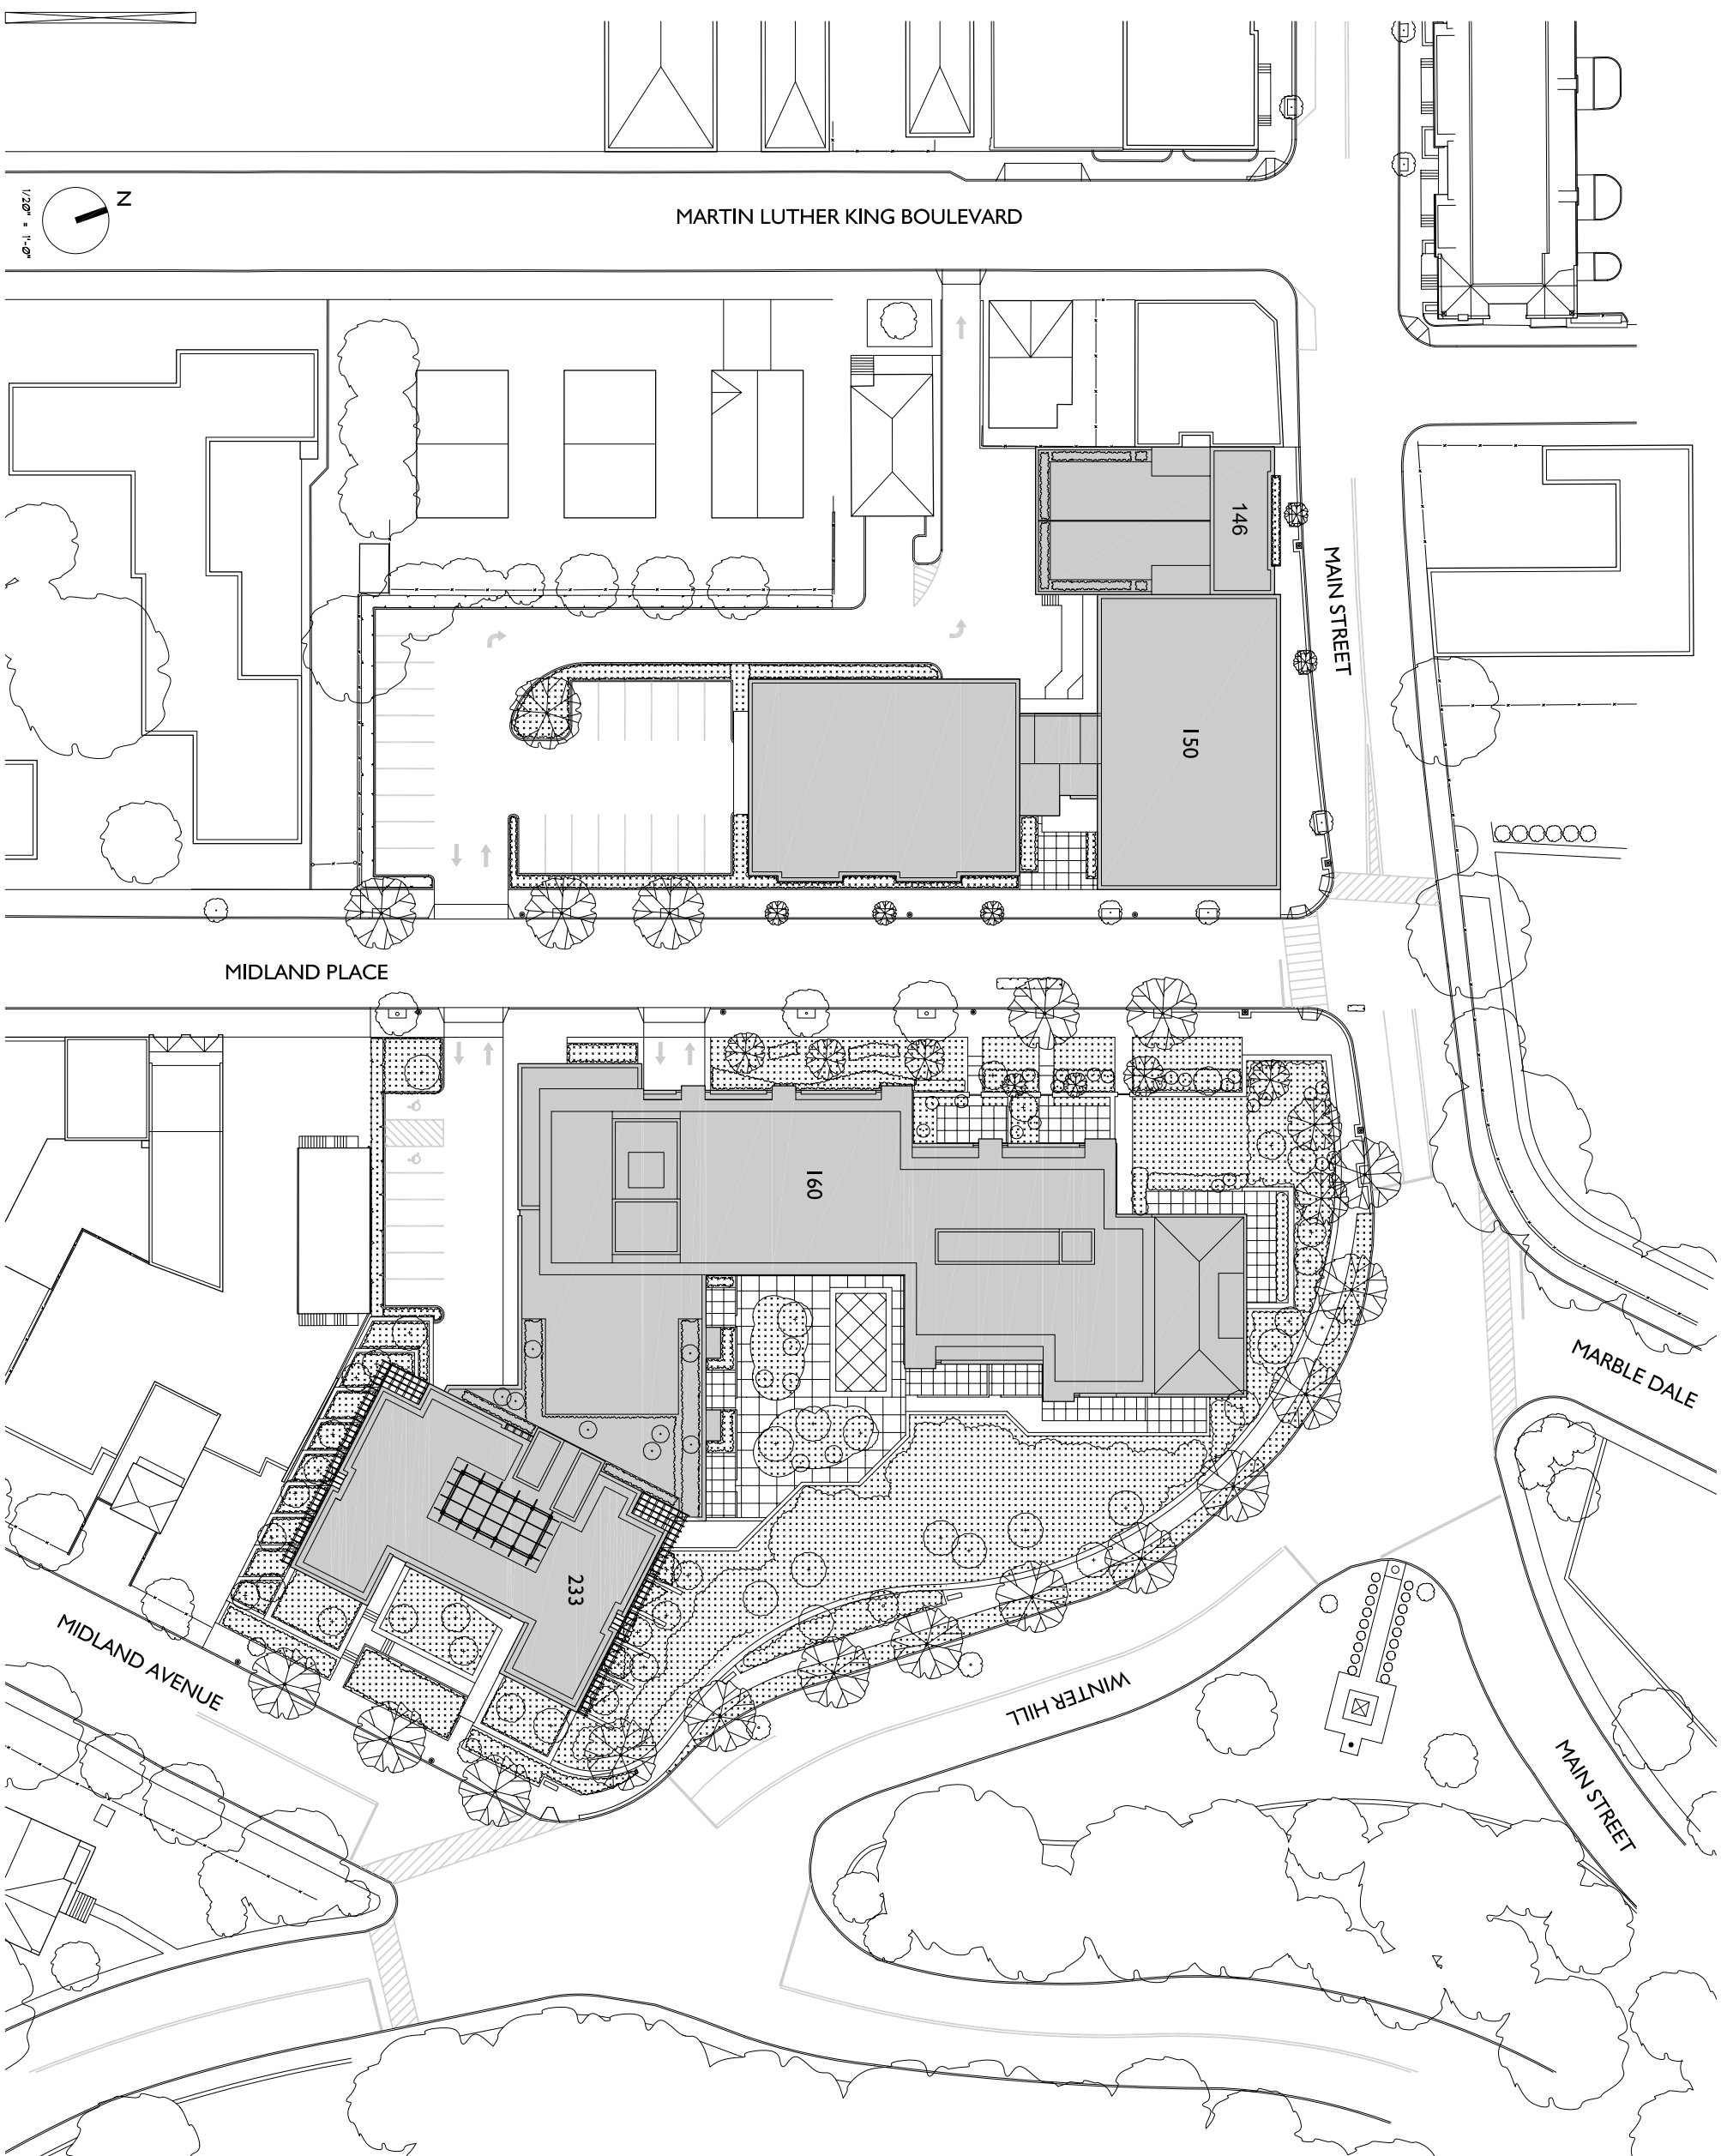 N
1/20" = 1'-0"
MARTIN LUTHER KING BOULEVARD
146
MAIN STREET
150
MIDLAND PLACE
160
MARBLE DALE
233
MIDLAND AVENUE
WINTER HILL
MAIN STREET